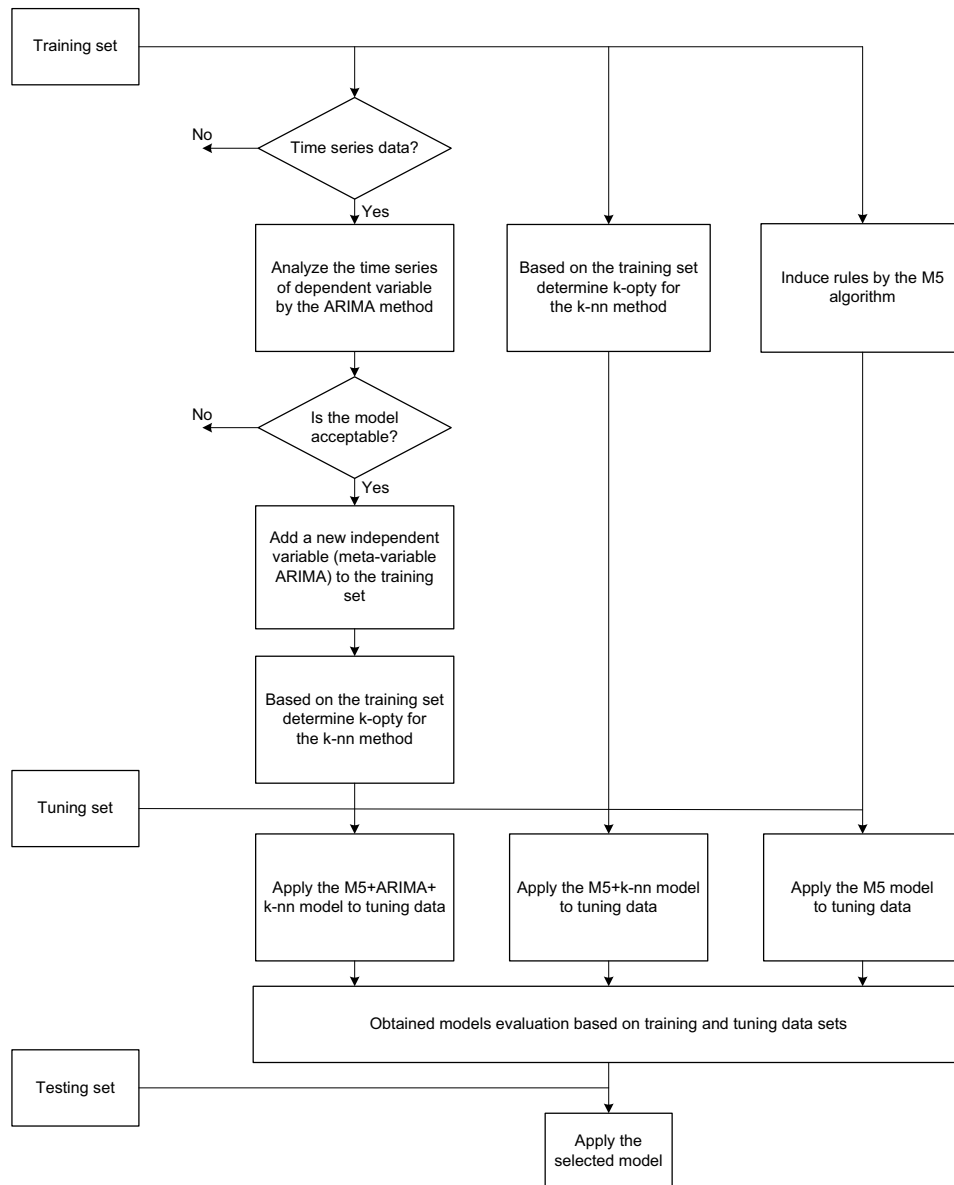 Training set
Time series data?
No
Yes
Analyze the time series
of dependent variable
by the ARIMA method
Based on the training set
determine k-opty for
the k-nn method
Induce rules by the M5
algorithm
Is the model
acceptable?
No
Yes
Add a new independent
variable (meta-variable
ARIMA) to the training
set
Based on the training set
determine k-opty for
the k-nn method
Tuning set
Apply the M5+ARIMA+
k-nn model to tuning data
Apply the M5+k-nn model
to tuning data
Apply the M5 model
to tuning data
Obtained models evaluation based on training and tuning data sets
Testing set
Apply the
selected model